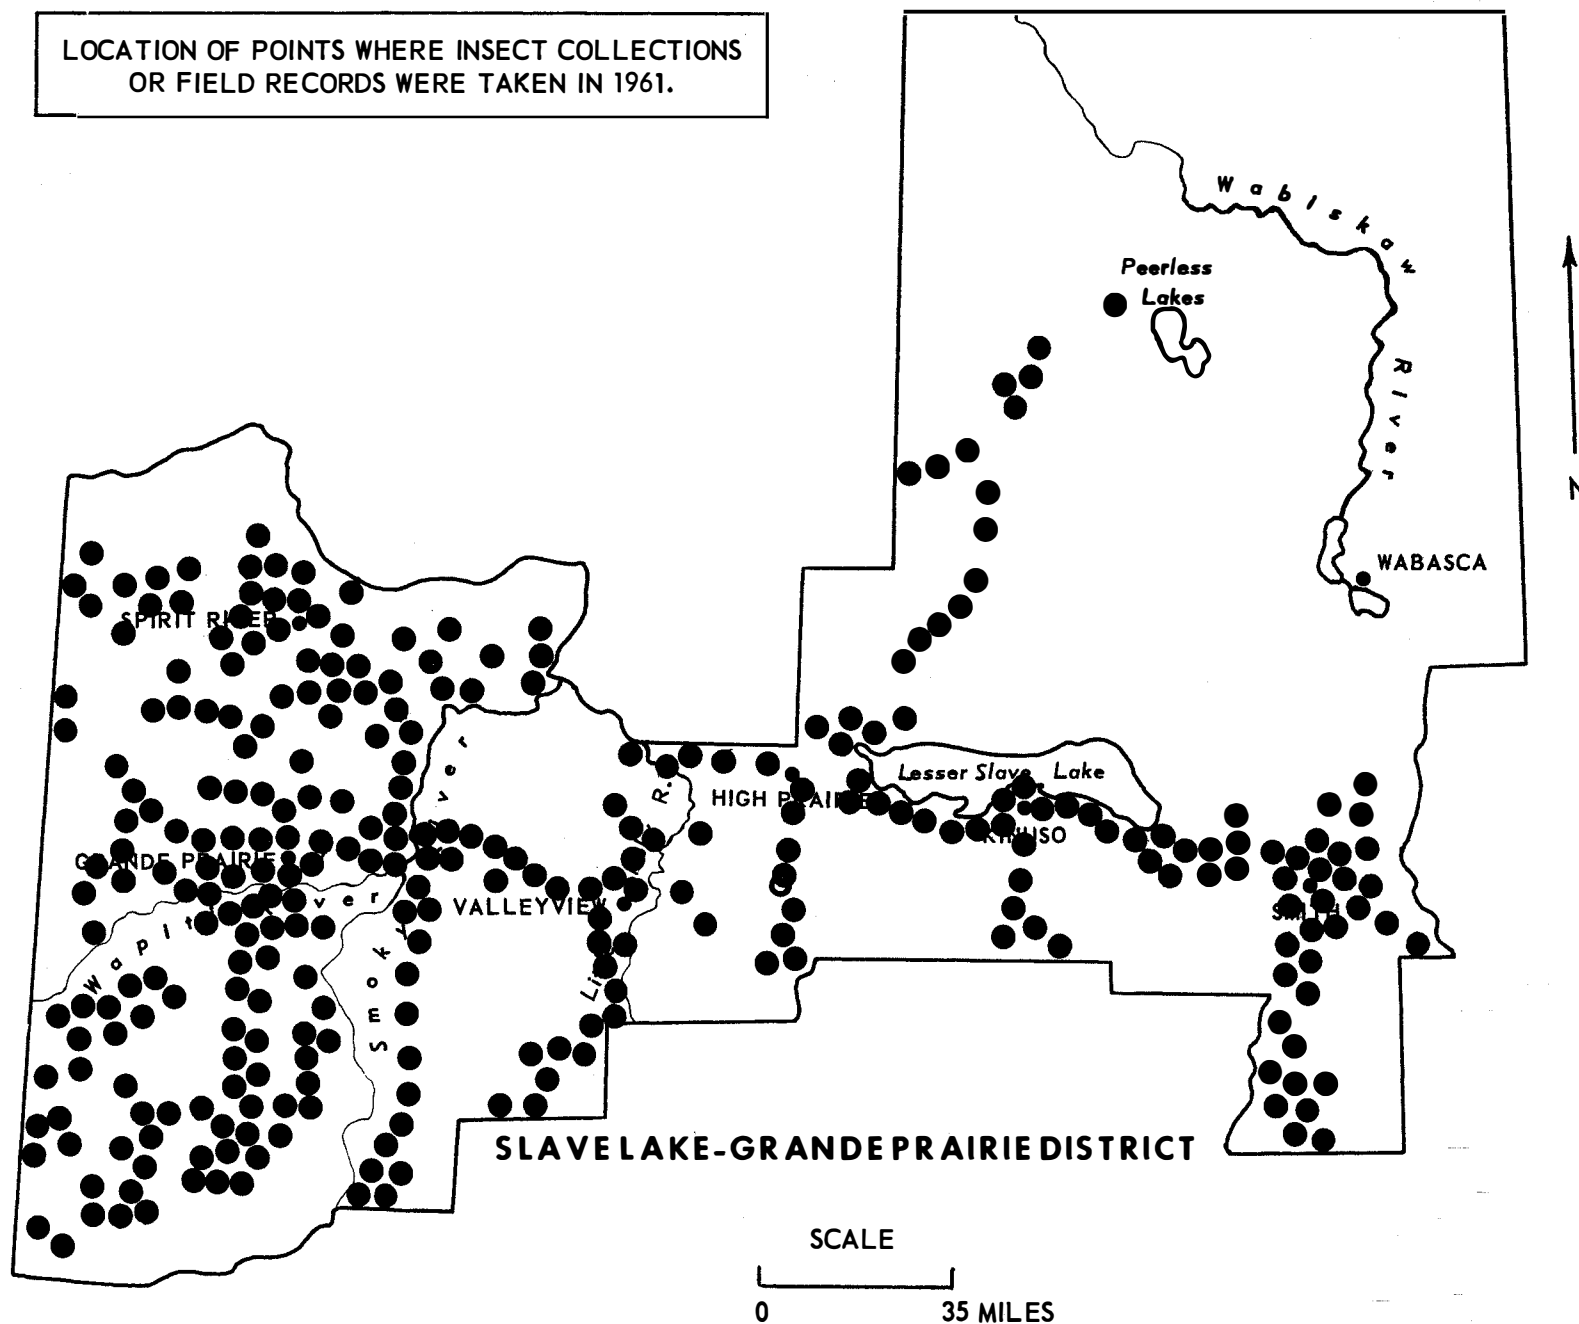 LOCATION OF POINTS WHERE INSECT COLLECTIONS
OR FIELD RECORDS WERE TAKEN IN 1961.
Wabiskaw River
Peerless
Lakes
N
WABASCA
SPIRIT RIVER
Lesser Slave Lake
HIGH PRAIRIE
R.
KINUSO
GRANDE PRAIRIE
VALLEYVIEW
SMITH
Wapiti River
Smoky River
SLAVE LAKE-GRANDE PRAIRIE DISTRICT
SCALE
0 35 MILES